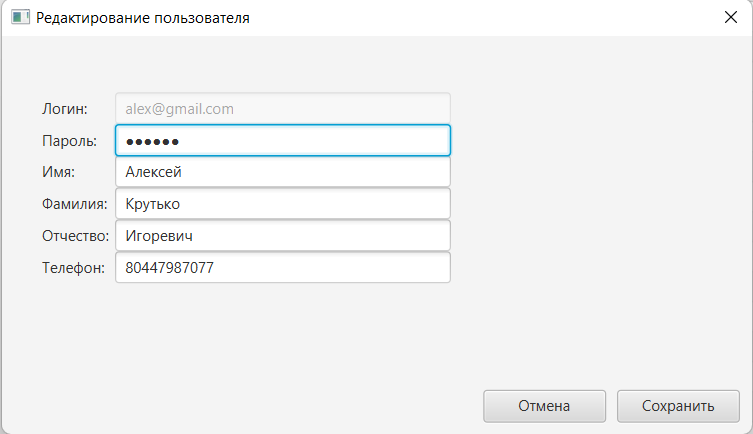 Редактирование пользователя
Логин: alex@gmail.com
Пароль: ●●●●●●
Имя: Алексей
Фамилия: Крутько
Отчество: Игоревич
Телефон: 80447987077
Отмена Сохранить